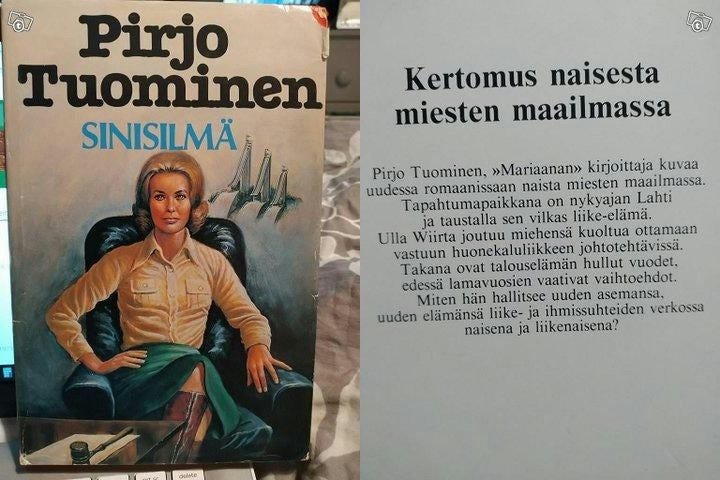 Pirjo
Tuominen
SINISILMÄ
delete
Kertomus naisesta
miesten maailmassa
Pirjo Tuominen, »Mariaanan» kirjoittaja kuvaa
uudessa romaanissaan naista miesten maailmassa.
Tapahtumapaikkana on nykyajan Lahti
ja taustalla sen vilkas liike-elämä.
Ulla Wiirta joutuu miehensä kuoltua ottamaan
vastuun huonekaluliikkeen johtotehtävissä.
Takana ovat talouselämän hullut vuodet,
edessä lamavuosien vaativat vaihtoehdot.
Miten hän hallitsee uuden asemansa,
uuden elämänsä liike- ja ihmissuhteiden verkossa
naisena ja liikenaisena?